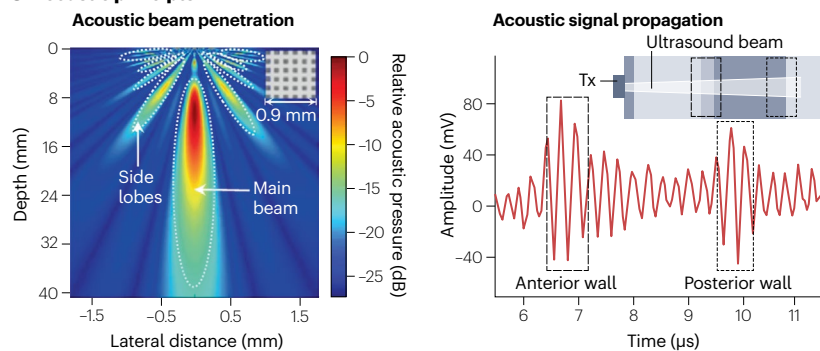 Acoustic beam penetration
0
8
16
24
32
40
Depth (mm)
0.9 mm
Side
lobes
Main
beam
−1.5
−0.5
0.5
1.5
Lateral distance (mm)
0
−5
−10
−15
−20
−25
Relative acoustic pressure (dB)
Acoustic signal propagation
Ultrasound beam
Tx
80
40
0
−40
Amplitude (mV)
Anterior wall
Posterior wall
6
7
8
9
10
11
Time (µs)